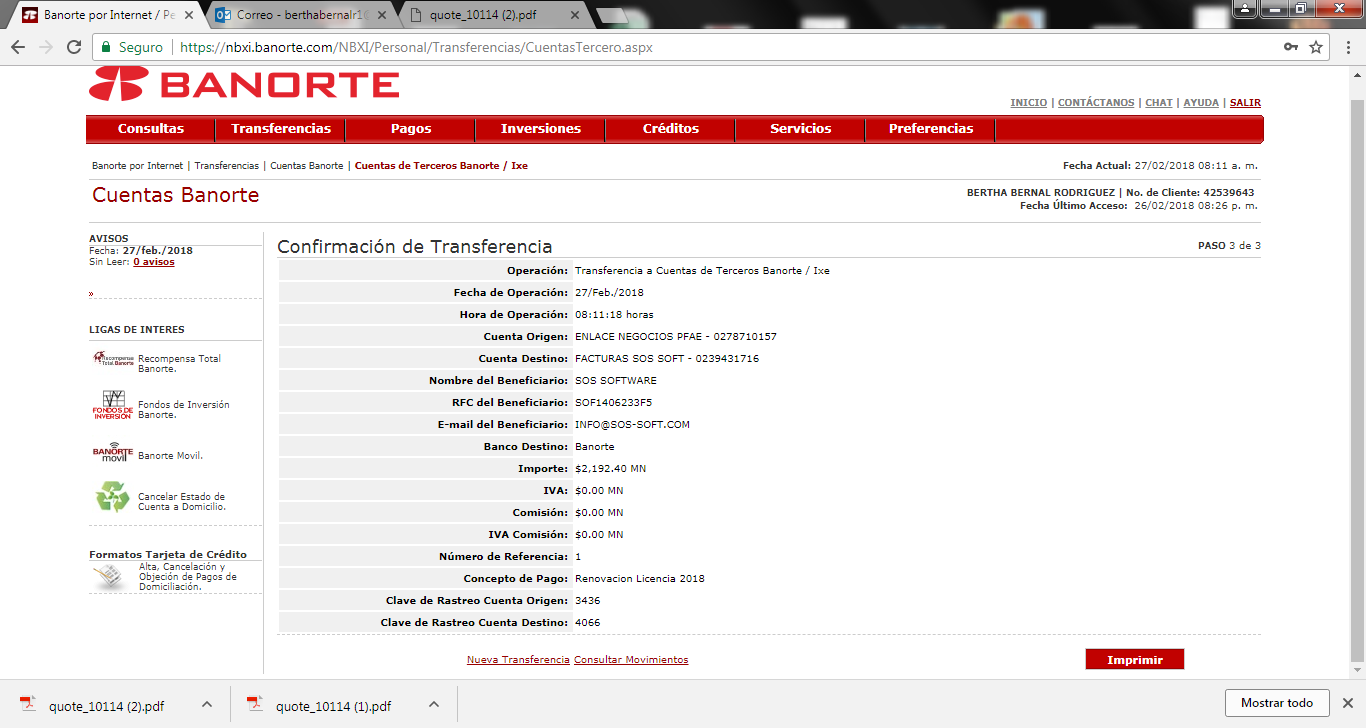 Banorte por Internet / Pe
Correo - berthabernalr1
quote_10114 (2).pdf
Seguro
https://nbxi.banorte.com/NBXI/Personal/Transferencias/CuentasTercero.aspx
BANORTE
INICIO | CONTÁCTANOS | CHAT | AYUDA | SALIR
Consultas Transferencias Pagos Inversiones Créditos Servicios Preferencias
Banorte por Internet | Transferencias | Cuentas Banorte | Cuentas de Terceros Banorte / Ixe
Fecha Actual: 27/02/2018 08:11 a. m.
Cuentas Banorte
BERTHA BERNAL RODRIGUEZ | No. de Cliente: 42539643
Fecha Último Acceso: 26/02/2018 08:26 p. m.
AVISOS
Fecha: 27/feb./2018
Sin Leer: 0 avisos
»
LIGAS DE INTERES
Recompensa Total Banorte
Recompensa Total
Banorte.
FONDOS DE
INVERSIÓN
Fondos de Inversión
Banorte.
BANORTE
movil
Banorte Movil.
Cancelar Estado de
Cuenta a Domicilio.
Formatos Tarjeta de Crédito
Alta, Cancelación y
Objeción de Pagos de
Domiciliación.
Confirmación de Transferencia
PASO 3 de 3
Operación: Transferencia a Cuentas de Terceros Banorte / Ixe
Fecha de Operación: 27/Feb./2018
Hora de Operación: 08:11:18 horas
Cuenta Origen: ENLACE NEGOCIOS PFAE - 0278710157
Cuenta Destino: FACTURAS SOS SOFT - 0239431716
Nombre del Beneficiario: SOS SOFTWARE
RFC del Beneficiario: SOF1406233F5
E-mail del Beneficiario: INFO@SOS-SOFT.COM
Banco Destino: Banorte
Importe: $2,192.40 MN
IVA: $0.00 MN
Comisión: $0.00 MN
IVA Comisión: $0.00 MN
Número de Referencia: 1
Concepto de Pago: Renovacion Licencia 2018
Clave de Rastreo Cuenta Origen: 3436
Clave de Rastreo Cuenta Destino: 4066
Nueva Transferencia Consultar Movimientos
Imprimir
quote_10114 (2).pdf
quote_10114 (1).pdf
Mostrar todo